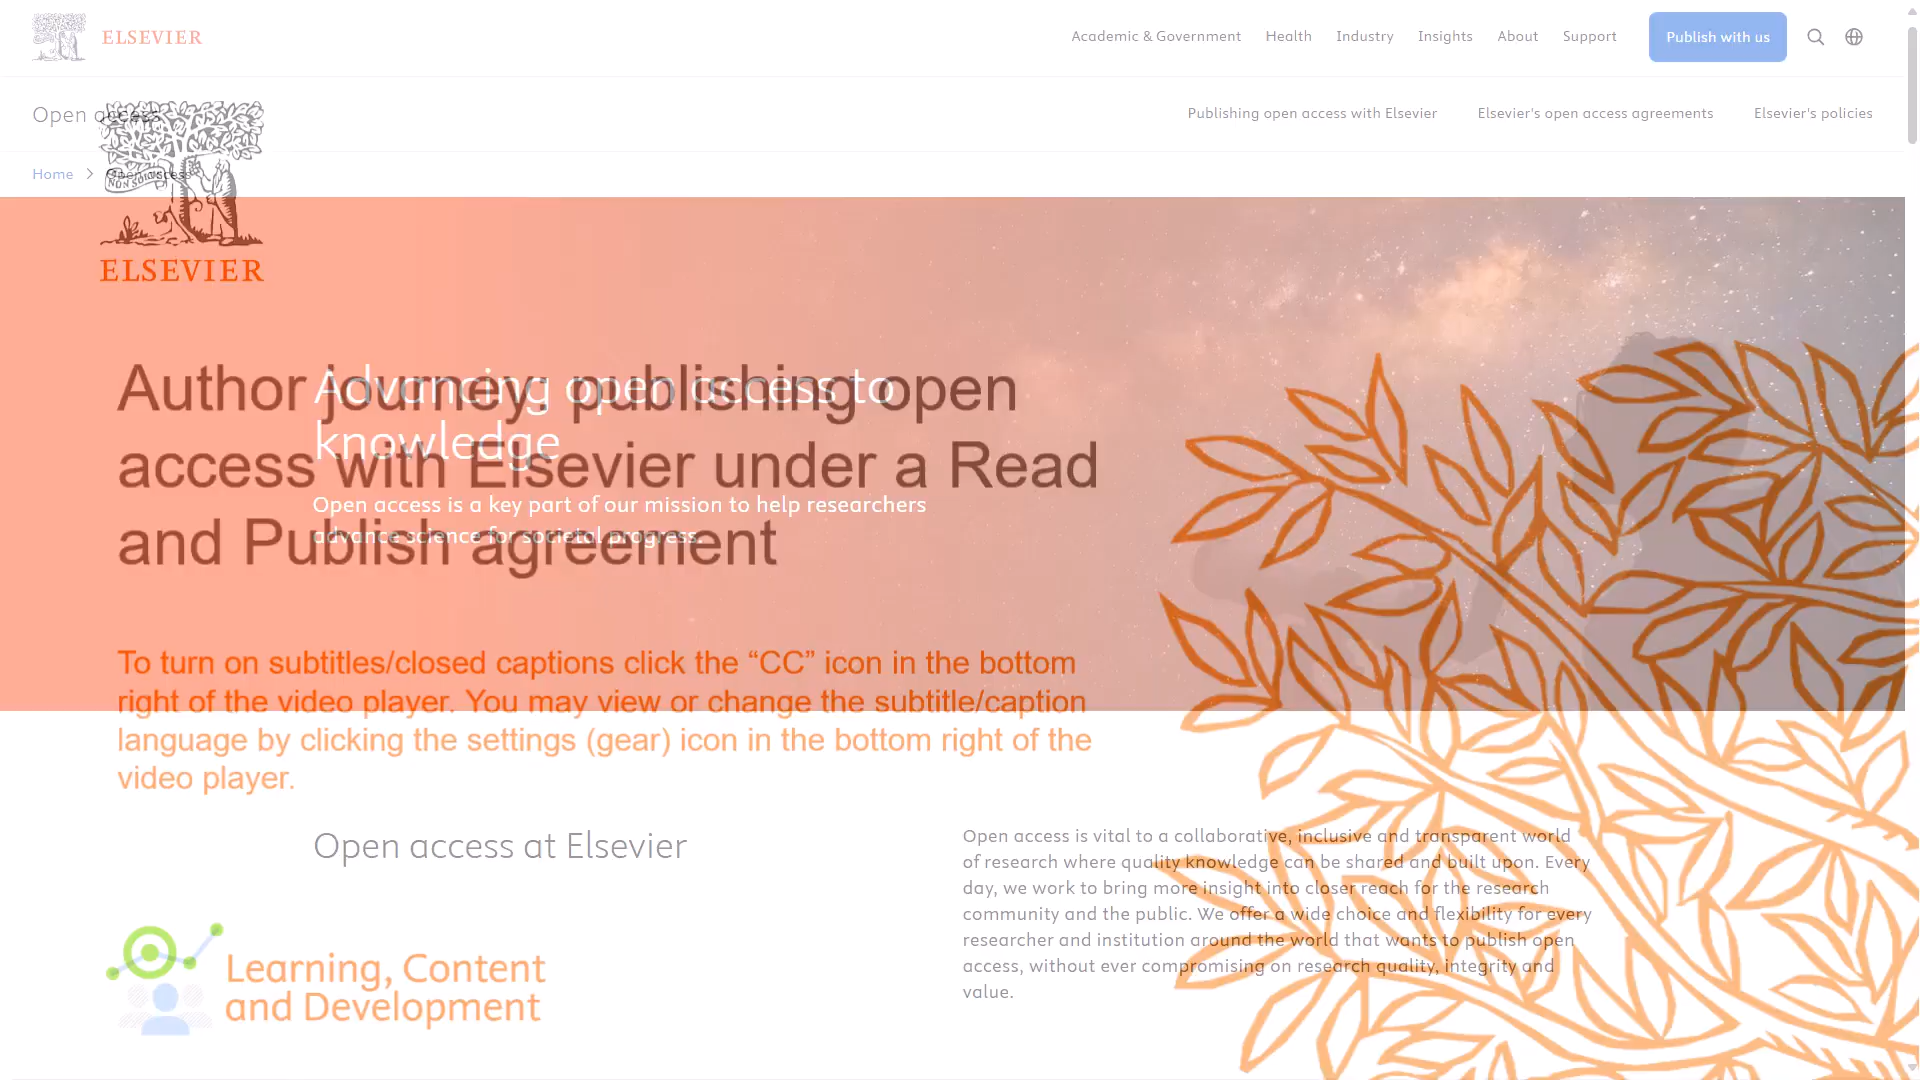 ELSEVIER
Academic & Government
Health
Industry
Insights
About
Support
Publish with us
Open access
Publishing open access with Elsevier
Elsevier's open access agreements
Elsevier's policies
Home
Open access
NON SOLUS
ELSEVIER
Author journey: publishing open
access with Elsevier under a Read
and Publish agreement
Advancing open access to
knowledge
Open access is a key part of our mission to help researchers
advance science for societal progress.
To turn on subtitles/closed captions click the “CC” icon in the bottom
right of the video player. You may view or change the subtitle/caption
language by clicking the settings (gear) icon in the bottom right of the
video player.
Open access at Elsevier
Open access is vital to a collaborative, inclusive and transparent world
of research where quality knowledge can be shared and built upon. Every
day, we work to bring more insight into closer reach for the research
community and the public. We offer a wide choice and flexibility for every
researcher and institution around the world that wants to publish open
access, without ever compromising on research quality, integrity and
value.
Learning, Content
and Development